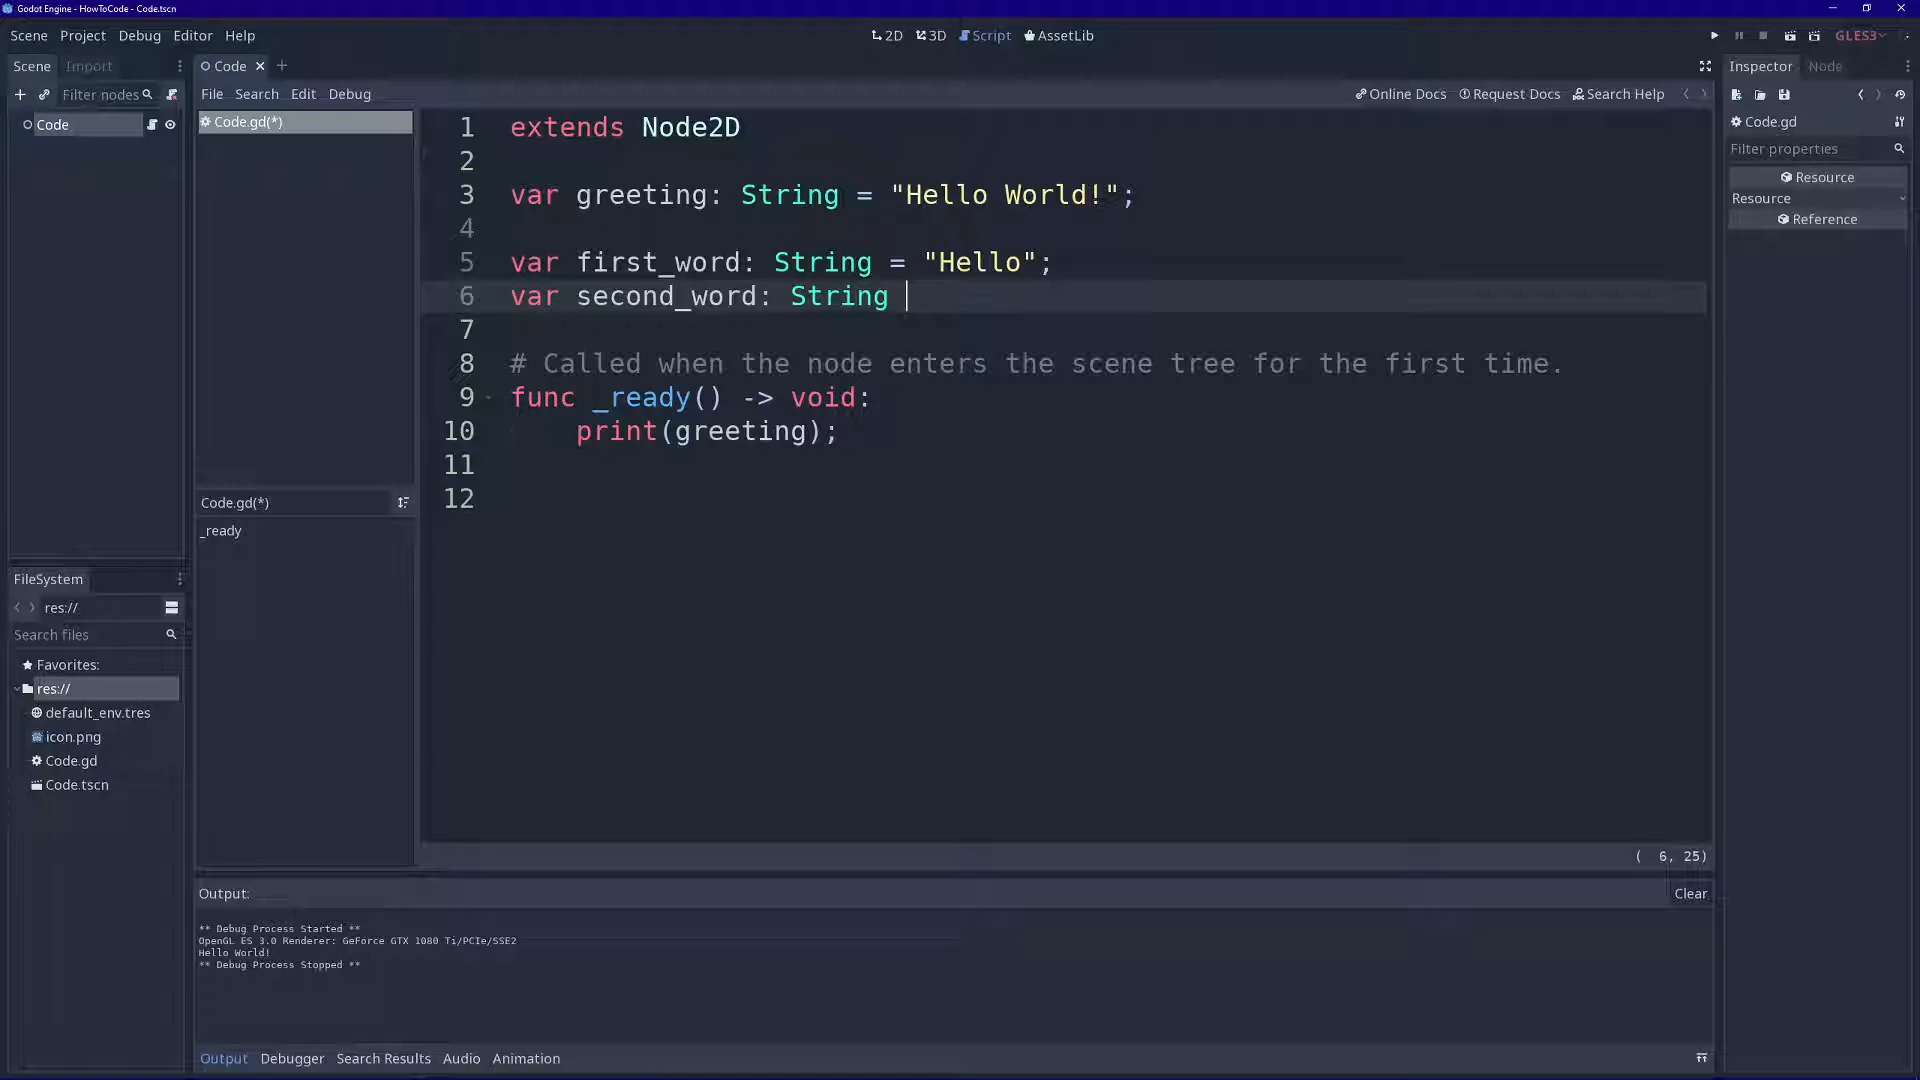 Godot Engine - HowToCode - Code.tscn
Scene Project Debug Editor Help
2D 3D Script AssetLib
GLES3
Scene Import
Code
Inspector Node
Filter nodes
File Search Edit Debug
Online Docs Request Docs Search Help
Code
Code.gd(*)
Code.gd
Filter properties
Resource
Resource
Reference
1 extends Node2D
2
3 var greeting: String = "Hello World!";
4
5 var first_word: String = "Hello";
6 var second_word: String
7
8 # Called when the node enters the scene tree for the first time.
9 func _ready() -> void:
10 print(greeting);
11
12
Code.gd(*)
_ready
FileSystem
res://
Search files
Favorites:
res://
default_env.tres
icon.png
Code.gd
Code.tscn
( 6, 25)
Output:
Clear
** Debug Process Started **
OpenGL ES 3.0 Renderer: GeForce GTX 1080 Ti/PCIe/SSE2
Hello World!
** Debug Process Stopped **
Output Debugger Search Results Audio Animation